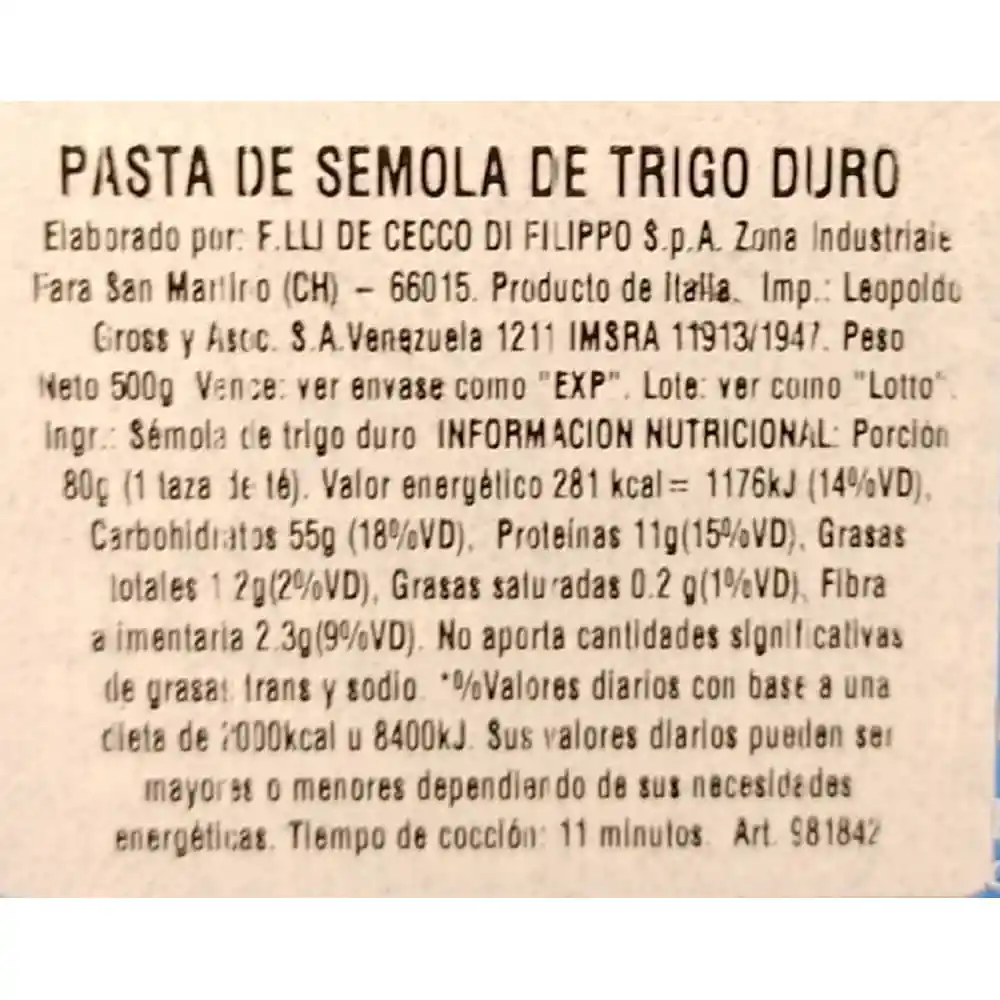 PASTA DE SEMOLA DE TRIGO DURO
Elaborado por: F.LLI DE CECCO DI FILIPPO S.p.A. Zona Industriale
Fara San Martino (CH) – 66015. Producto de Italia. Imp.: Leopoldo
Gross y Asoc. S.A.Venezuela 1211 IMSRA 11913/1947. Peso
Neto 500g Vence: ver envase como "EXP". Lote: ver como "Lotto".
Ingr.: Sémola de trigo duro INFORMACION NUTRICIONAL: Porción
80g (1 taza de té). Valor energético 281 kcal= 1176kJ (14%VD),
Carbohidratos 55g (18%VD), Proteínas 11g(15%VD), Grasas
totales 1.2g(2%VD), Grasas saturadas 0.2 g(1%VD), Fibra
alimentaria 2.3g(9%VD). No aporta cantidades significativas
de grasas trans y sodio. *%Valores diarios con base a una
dieta de 2000kcal u 8400kJ. Sus valores diarios pueden ser
mayores o menores dependiendo de sus necesidades
energéticas. Tiempo de cocción: 11 minutos. Art. 981842